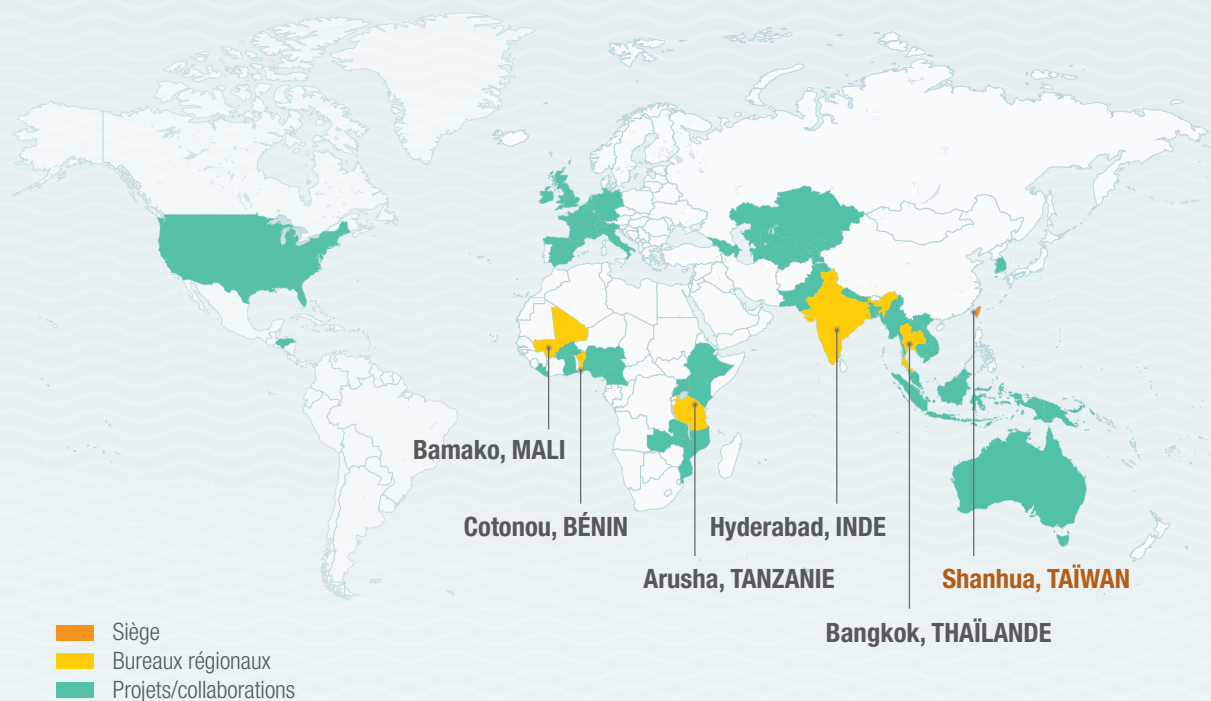 Bamako, MALI
Cotonou, BÉNIN
Hyderabad, INDE
Arusha, TANZANIE
Shanhua, TAÏWAN
Bangkok, THAÏLANDE
Siège
Bureaux régionaux
Projets/collaborations